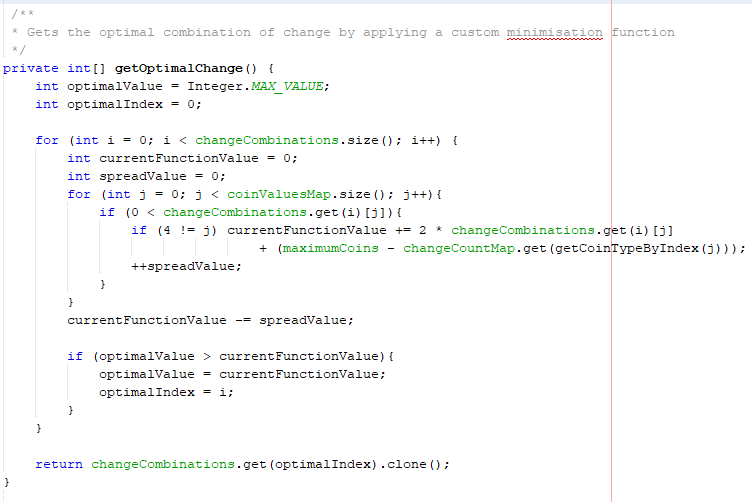 /**
* Gets the optimal combination of change by applying a custom minimisation function
*/
private int[] getOptimalChange() {
int optimalValue = Integer.MAX_VALUE;
int optimalIndex = 0;
for (int i = 0; i < changeCombinations.size(); i++) {
int currentFunctionValue = 0;
int spreadValue = 0;
for (int j = 0; j < coinValuesMap.size(); j++){
if (0 < changeCombinations.get(i)[j]){
if (4 != j) currentFunctionValue += 2 * changeCombinations.get(i)[j]
+ (maximumCoins - changeCountMap.get(getCoinTypeByIndex(j)));
++spreadValue;
}
}
currentFunctionValue -= spreadValue;
if (optimalValue > currentFunctionValue){
optimalValue = currentFunctionValue;
optimalIndex = i;
}
}
return changeCombinations.get(optimalIndex).clone();
}